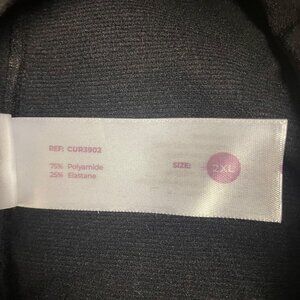 REF: CUR3902
75% Polyamide
25% Elastane
SIZE:
2XL